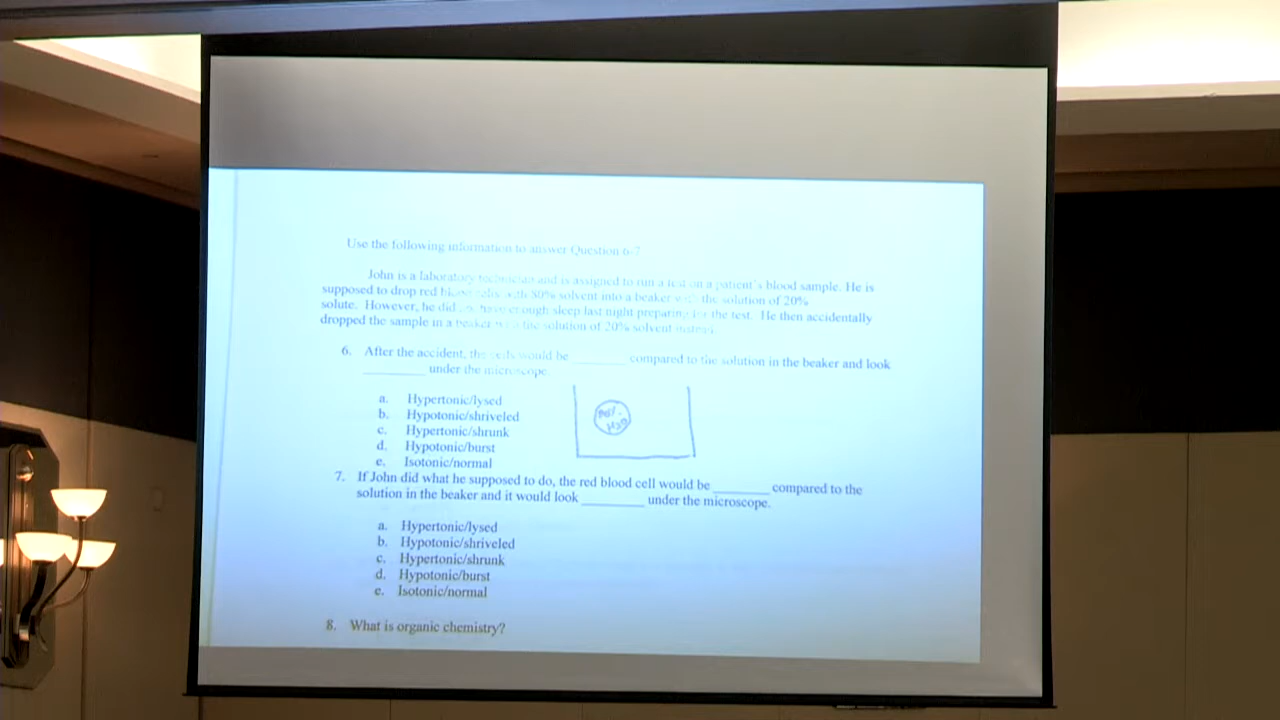 Use the following information to answer Question 6-7
John is a laboratory technician and is assigned to run a test on a patient's blood sample. He is
supposed to drop red blood cells with 80% solvent into a beaker with the solution of 20%
solute. However, he did not have enough sleep last night preparing for the test. He then accidentally
dropped the sample in a beaker with the solution of 20% solvent instead.
6. After the accident, the cells would be ______ compared to the solution in the beaker and look
______ under the microscope.
a. Hypertonic/lysed
b. Hypotonic/shriveled
c. Hypertonic/shrunk
d. Hypotonic/burst
e. Isotonic/normal
H2O
7. If John did what he supposed to do, the red blood cell would be ______ compared to the
solution in the beaker and it would look ______ under the microscope.
a. Hypertonic/lysed
b. Hypotonic/shriveled
c. Hypertonic/shrunk
d. Hypotonic/burst
e. Isotonic/normal
8. What is organic chemistry?